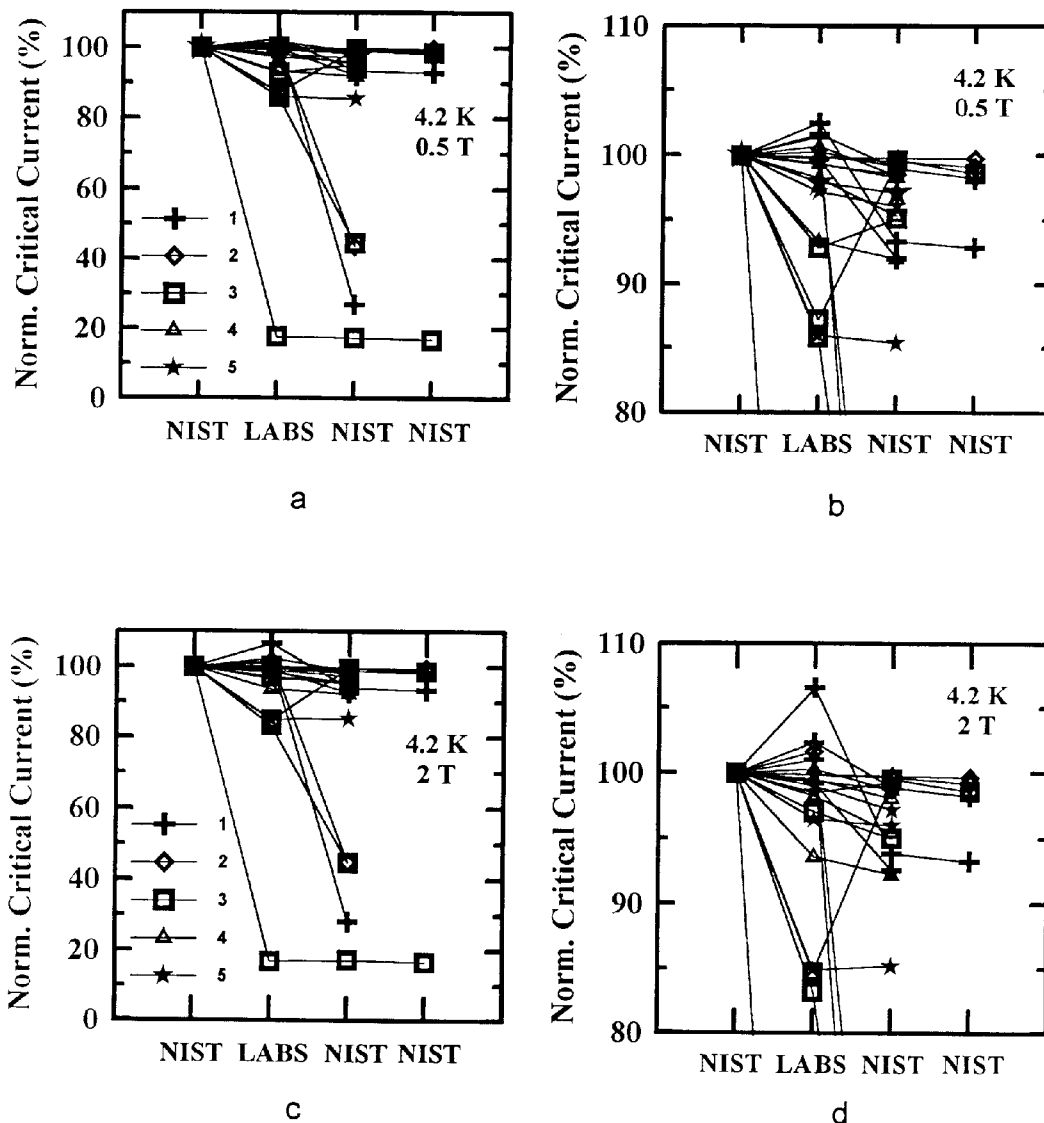 Norm. Critical Current (%)
100
80
60
40
20
0
4.2 K
0.5 T
1
2
3
4
5
NIST LABS NIST NIST
a
Norm. Critical Current (%)
110
100
90
80
4.2 K
0.5 T
NIST LABS NIST NIST
b
Norm. Critical Current (%)
100
80
60
40
20
0
4.2 K
2 T
1
2
3
4
5
NIST LABS NIST NIST
c
Norm. Critical Current (%)
110
100
90
80
4.2 K
2 T
NIST LABS NIST NIST
d